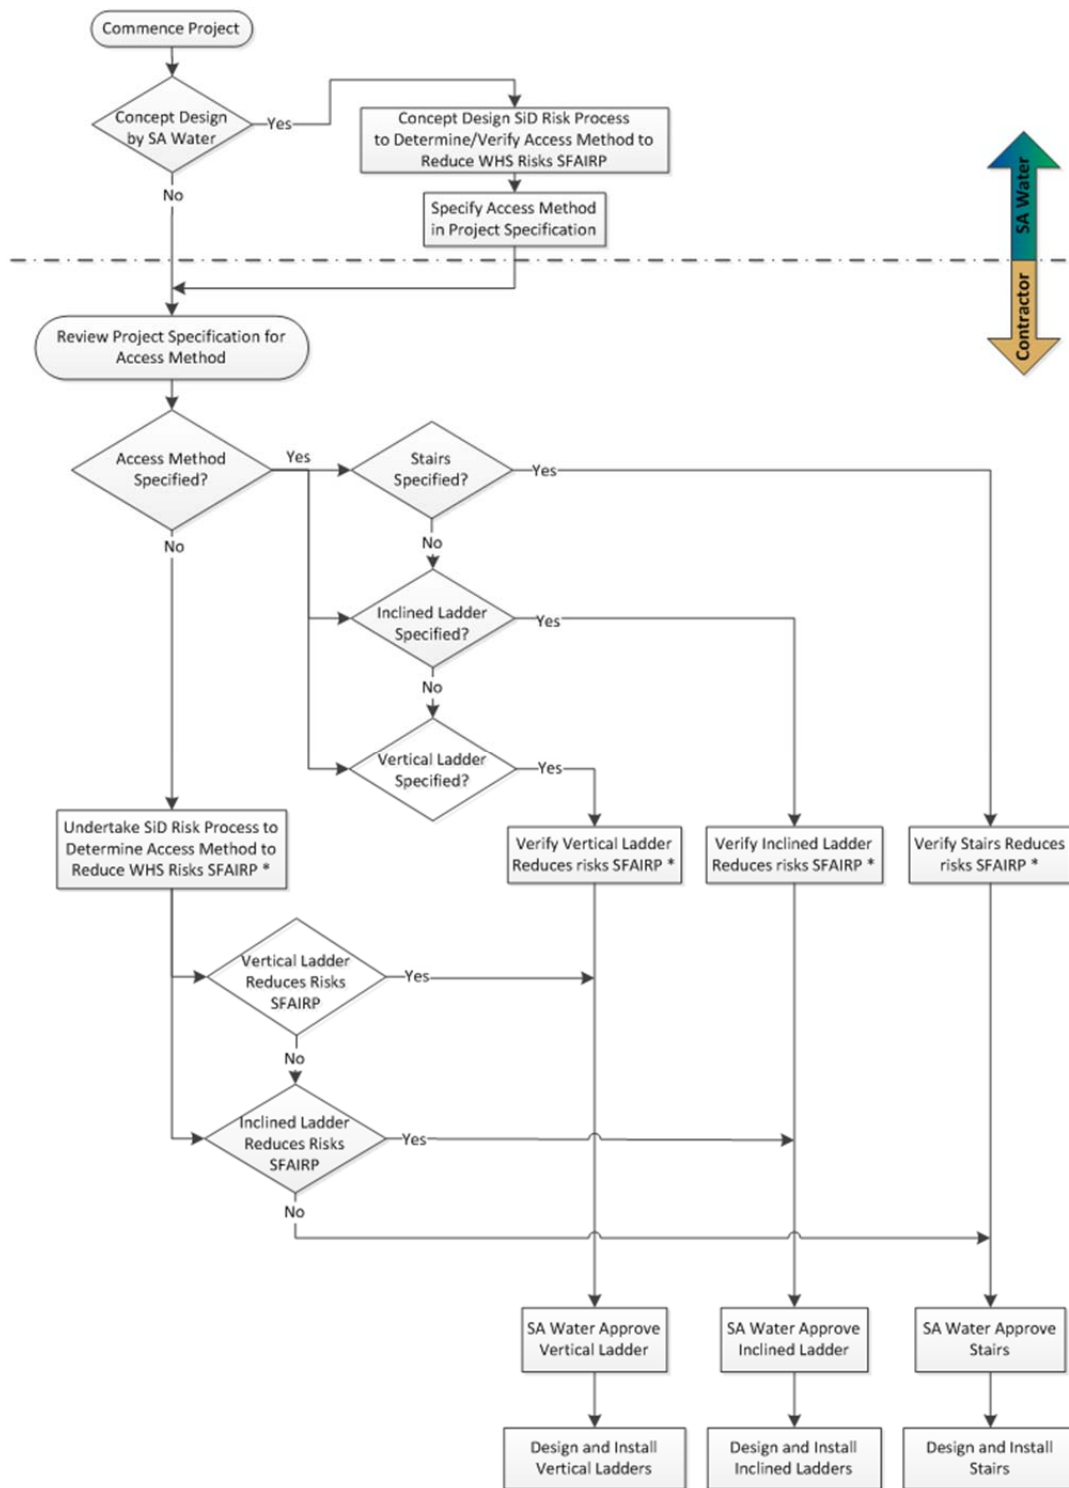 Commence Project
Concept Design
by SA Water
Yes
Concept Design SiD Risk Process
to Determine/Verify Access Method to
Reduce WHS Risks SFAIRP
No
Specify Access Method
in Project Specification
SA Water
Contractor
Review Project Specification for
Access Method
Access Method
Specified?
Yes
Stairs
Specified?
Yes
No
No
Inclined Ladder
Specified?
Yes
No
Vertical Ladder
Specified?
Yes
Undertake SiD Risk Process to
Determine Access Method to
Reduce WHS Risks SFAIRP *
Verify Vertical Ladder
Reduces risks SFAIRP *
Verify Inclined Ladder
Reduces risks SFAIRP *
Verify Stairs Reduces
risks SFAIRP *
Vertical Ladder
Reduces Risks
SFAIRP
Yes
No
Inclined Ladder
Reduces Risks
SFAIRP
Yes
No
SA Water Approve
Vertical Ladder
SA Water Approve
Inclined Ladder
SA Water Approve
Stairs
Design and Install
Vertical Ladders
Design and Install
Inclined Ladders
Design and Install
Stairs